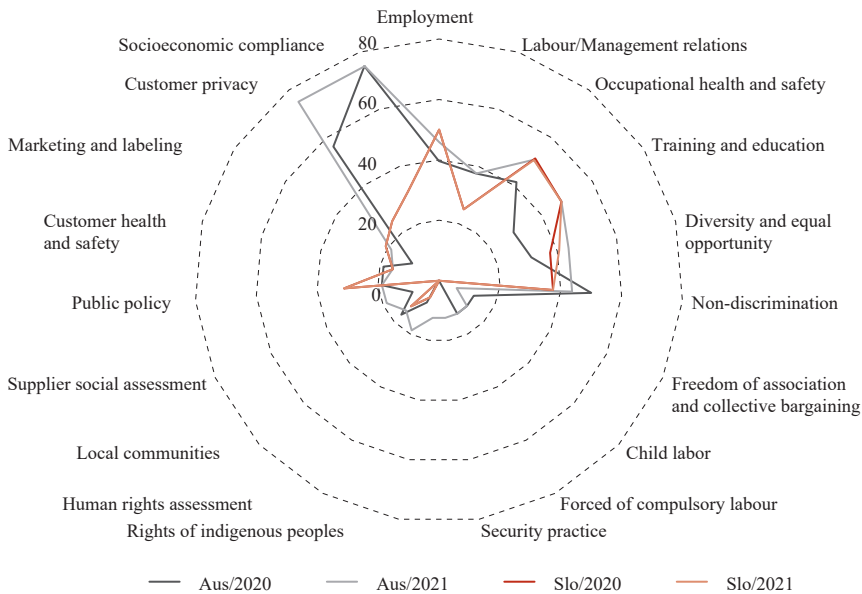 Employment
Socioeconomic compliance
80
Labour/Management relations
Customer privacy
Occupational health and safety
60
Marketing and labeling
Training and education
40
Customer health
and safety
Diversity and equal
opportunity
20
Public policy
0
Non-discrimination
Supplier social assessment
Freedom of association
and collective bargaining
Local communities
Child labor
Human rights assessment
Forced of compulsory labour
Rights of indigenous peoples
Security practice
Aus/2020
Aus/2021
Slo/2020
Slo/2021